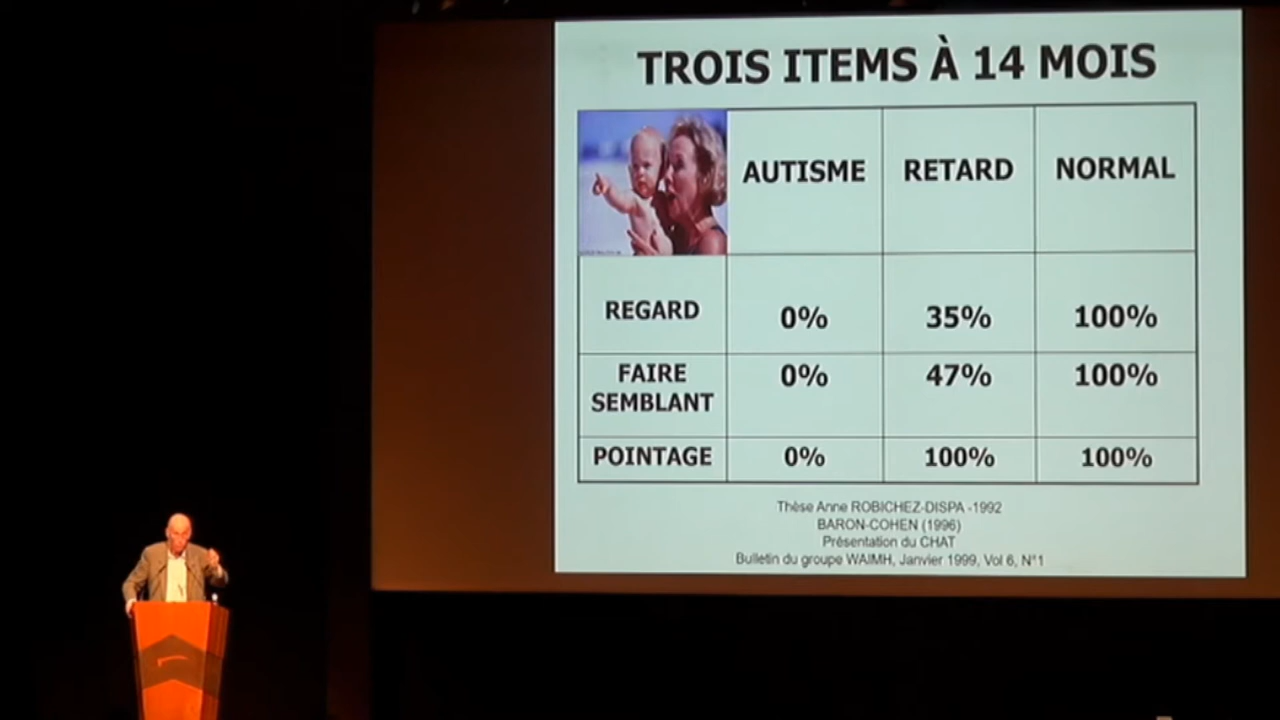 TROIS ITEMS À 14 MOIS
AUTISME RETARD NORMAL
REGARD 0% 35% 100%
FAIRE SEMBLANT 0% 47% 100%
POINTAGE 0% 100% 100%
Thèse Anne ROBICHEZ-DISPA -1992
BARON-COHEN (1996)
Présentation du CHAT
Bulletin du groupe WAIMH, Janvier 1999, Vol 6, N°1